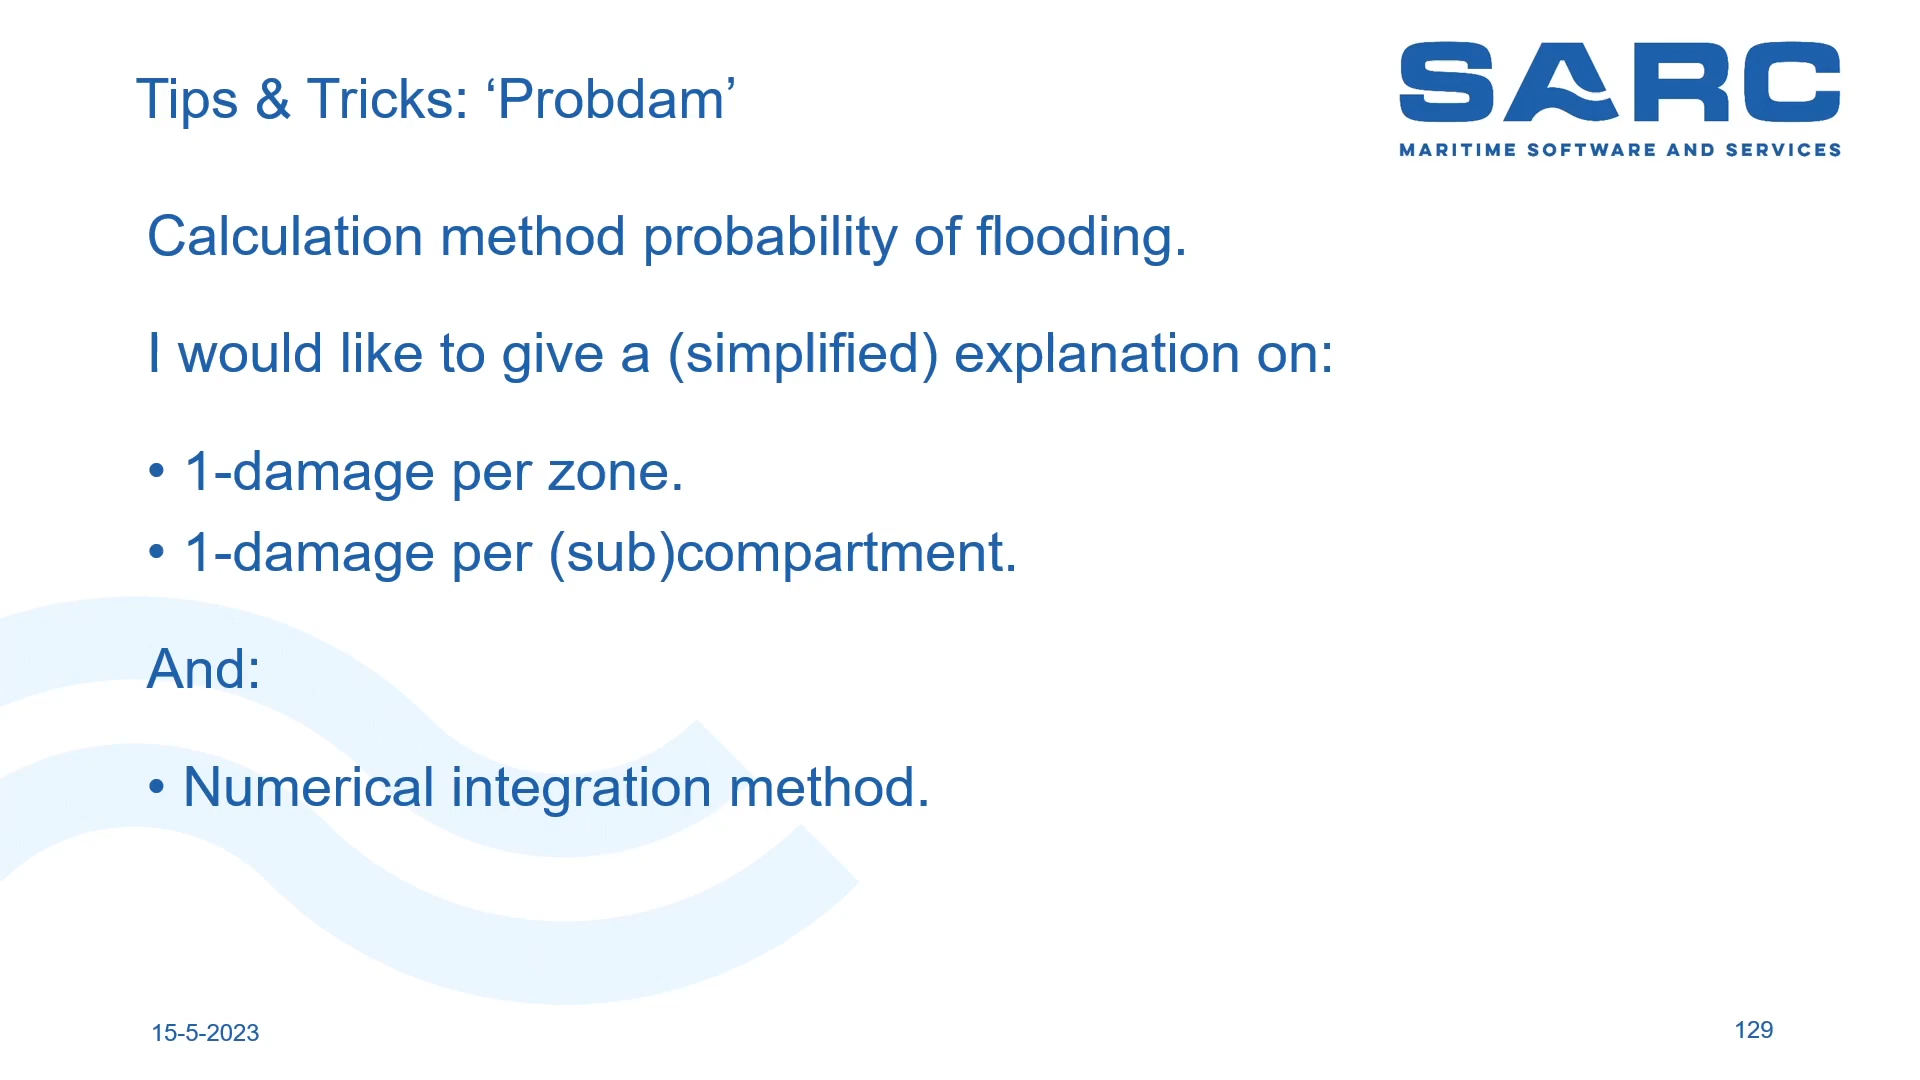 Tips & Tricks: ‘Probdam’
SARC
MARITIME SOFTWARE AND SERVICES
Calculation method probability of flooding.
I would like to give a (simplified) explanation on:
• 1-damage per zone.
• 1-damage per (sub)compartment.
And:
• Numerical integration method.
15-5-2023
129